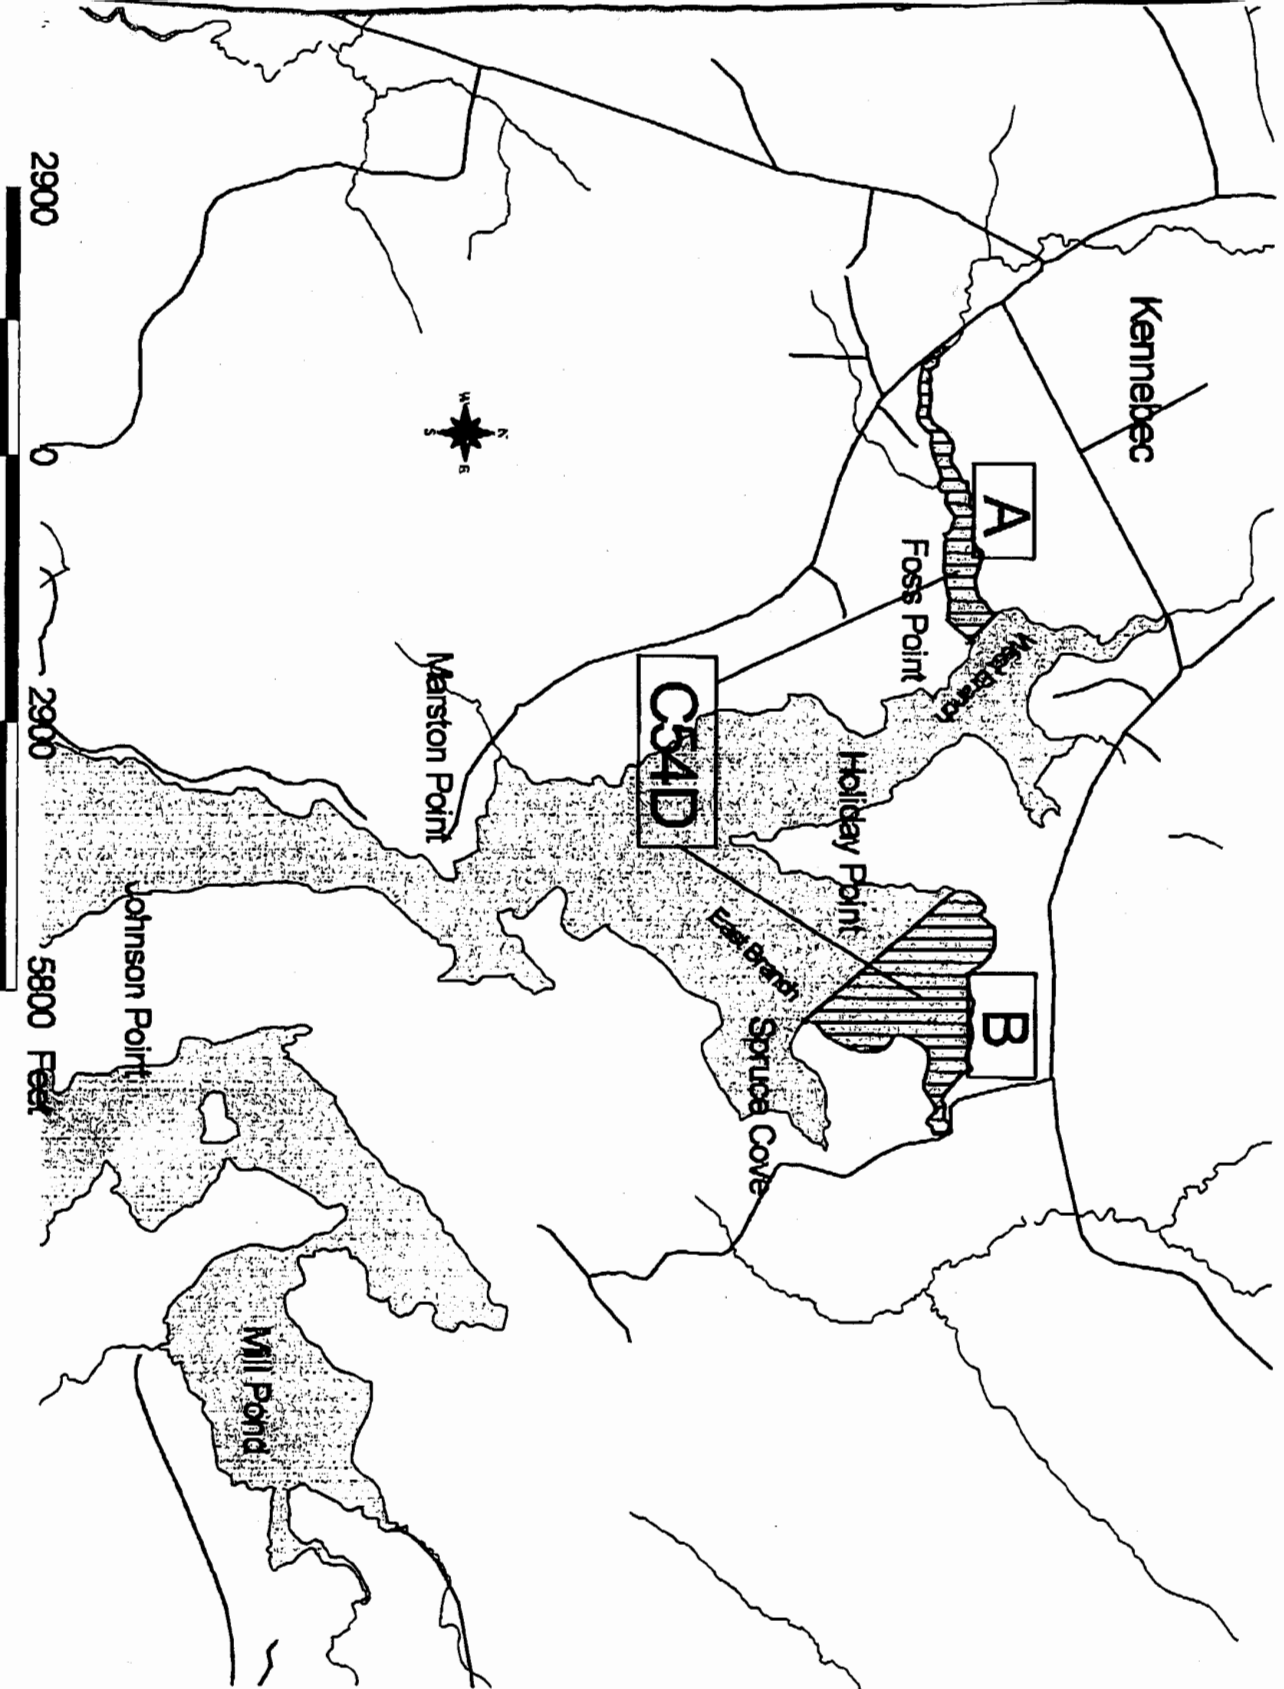 Kennebec
A
B
Foss Point
West Branch
Holiday Point
East Branch
Spruce Cove
C54D
Marston Point
N
W
E
S
Mill Pond
Johnson Point
2900 0 2900 5800 Feet